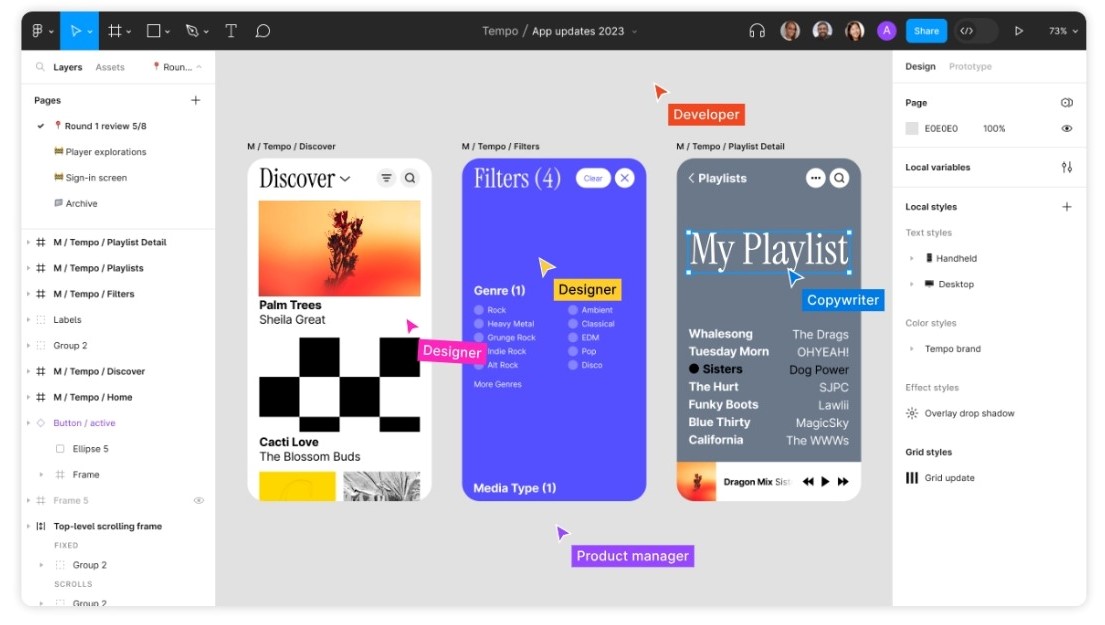 Tempo / App updates 2023
A
Share
</>
73%
Layers
Assets
Roun...
Pages
Round 1 review 5/8
Player explorations
Sign-in screen
Archive
M / Tempo / Playlist Detail
M / Tempo / Playlists
M / Tempo / Filters
Labels
Group 2
M / Tempo / Discover
M / Tempo / Home
Button / active
Ellipse 5
Frame
Frame 5
Top-level scrolling frame
FIXED
Group 2
SCROLLS
Group 2
Developer
M / Tempo / Discover
Discover
Palm Trees
Sheila Great
Designer
Cacti Love
The Blossom Buds
M / Tempo / Filters
Filters (4)
Clear
Designer
Genre (1)
Rock
Ambient
Heavy Metal
Classical
Grunge Rock
EDM
Indie Rock
Pop
Alt Rock
Disco
More Genres
Media Type (1)
Product manager
M / Tempo / Playlist Detail
Playlists
My Playlist
Copywriter
Whalesong The Drags
Tuesday Morn OHYEAH!
Sisters Dog Power
The Hurt SJPC
Funky Boots Lawlii
Blue Thirty MagicSky
California The WWWs
Dragon Mix Sist
Design
Prototype
Page
E0E0E0 100%
Local variables
Local styles
Text styles
Handheld
Desktop
Color styles
Tempo brand
Effect styles
Overlay drop shadow
Grid styles
Grid update